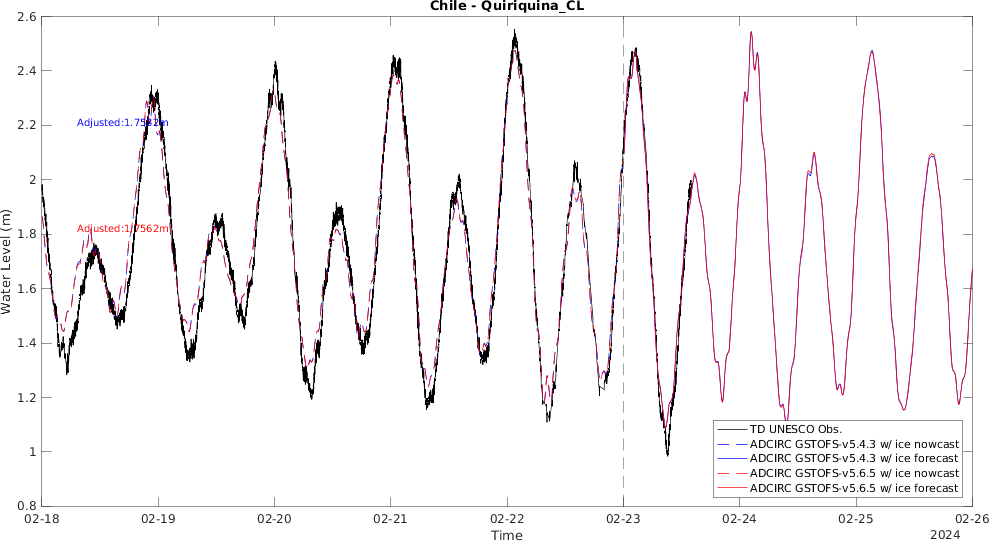 Chile - Quiriquina_CL
2.6
2.4
2.2
2
1.8
1.6
1.4
1.2
1
0.8
Water Level (m)
Adjusted:1.7562m
02-18
02-19
02-20
02-21
02-22
02-23
02-24
02-25
02-26
Time
2024
TD UNESCO Obs.
ADCIRC GSTOFS-v5.4.3 w/ ice nowcast
ADCIRC GSTOFS-v5.4.3 w/ ice forecast
ADCIRC GSTOFS-v5.6.5 w/ ice nowcast
ADCIRC GSTOFS-v5.6.5 w/ ice forecast